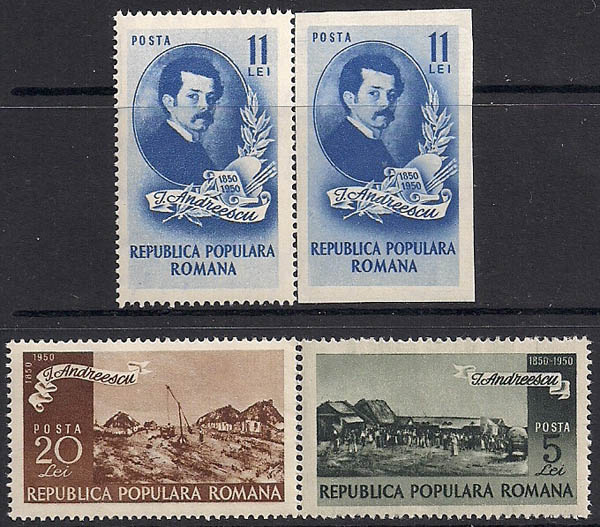 POSTA
11
LEI
1850
1950
I. Andreescu
REPUBLICA POPULARA
ROMANA
POSTA
11
LEI
1850
1950
I. Andreescu
REPUBLICA POPULARA
ROMANA
1850 1950
I. Andreescu
POSTA
20
Lei
REPUBLICA POPULARA ROMANA
1850-1950
I. Andreescu
POSTA
5
Lei
REPUBLICA POPULARA ROMANA